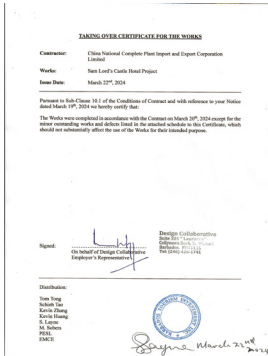 TAKING OVER CERTIFICATE FOR THE WORKS
Contractor: China National Complete Plant Import and Export Corporation
Limited
Works: Sam Lord's Castle Hotel Project
Issue Date: March 22nd, 2024
Pursuant to Sub-Clause 10.1 of the Conditions of Contract and with reference to your Notice
dated March 19th, 2024 we hereby certify that:
The Works were completed in accordance with the Contract on March 20th, 2024 except for the
minor outstanding works and defects listed in the attached schedule to this Certificate, which
should not substantially affect the use of the Works for their intended purpose.
Design Collaborative
Signed:
On behalf of Design Collaborative
Employer's Representative
Distribution:
Tom Tong
Schieh Tao
Kevin Zhang
Kevin Huang
S. Layne
M. Sobers
PESL
EMCE
TOURISM
March 22nd
2024